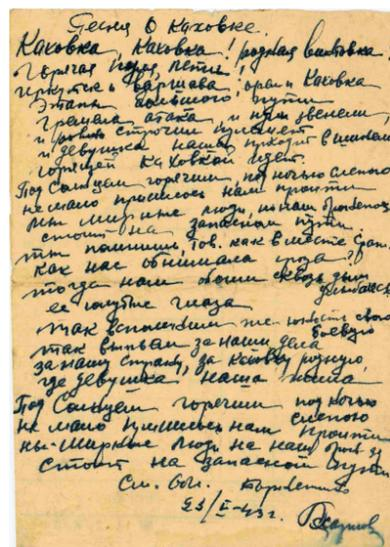 Песня о Каховке.
Каховка, Каховка! родная винтовка
Горячая пуля, лети!
Иркутск и Варшава, орел и Каховка
Этапы большого пути
Гремела атака, и пули звенели,
и ровно строчил пулемет
и девушка наша проходит в шинели
горящей Каховкой идет.
Под солнцем горячим, под ночью слепою
не мало пришлось нам пройти
мы мирные люди, но наш бронепоезд
стоит на запасном пути.
ты помнишь, тов. как вместе
как нас обнимала гроза?
тогда нам обоим сквозь дым
улыбались
ее голубые глаза
так вспомним же юность свою
боевую
так выпьем за наши дела
за нашу страну, за Каховку родную,
где девушка наша жила
Под солнцем горячим под ночью
не мало пришлось нам слепою пройти
мы мирные люди но наш
стоит на запасном пути
43 г.